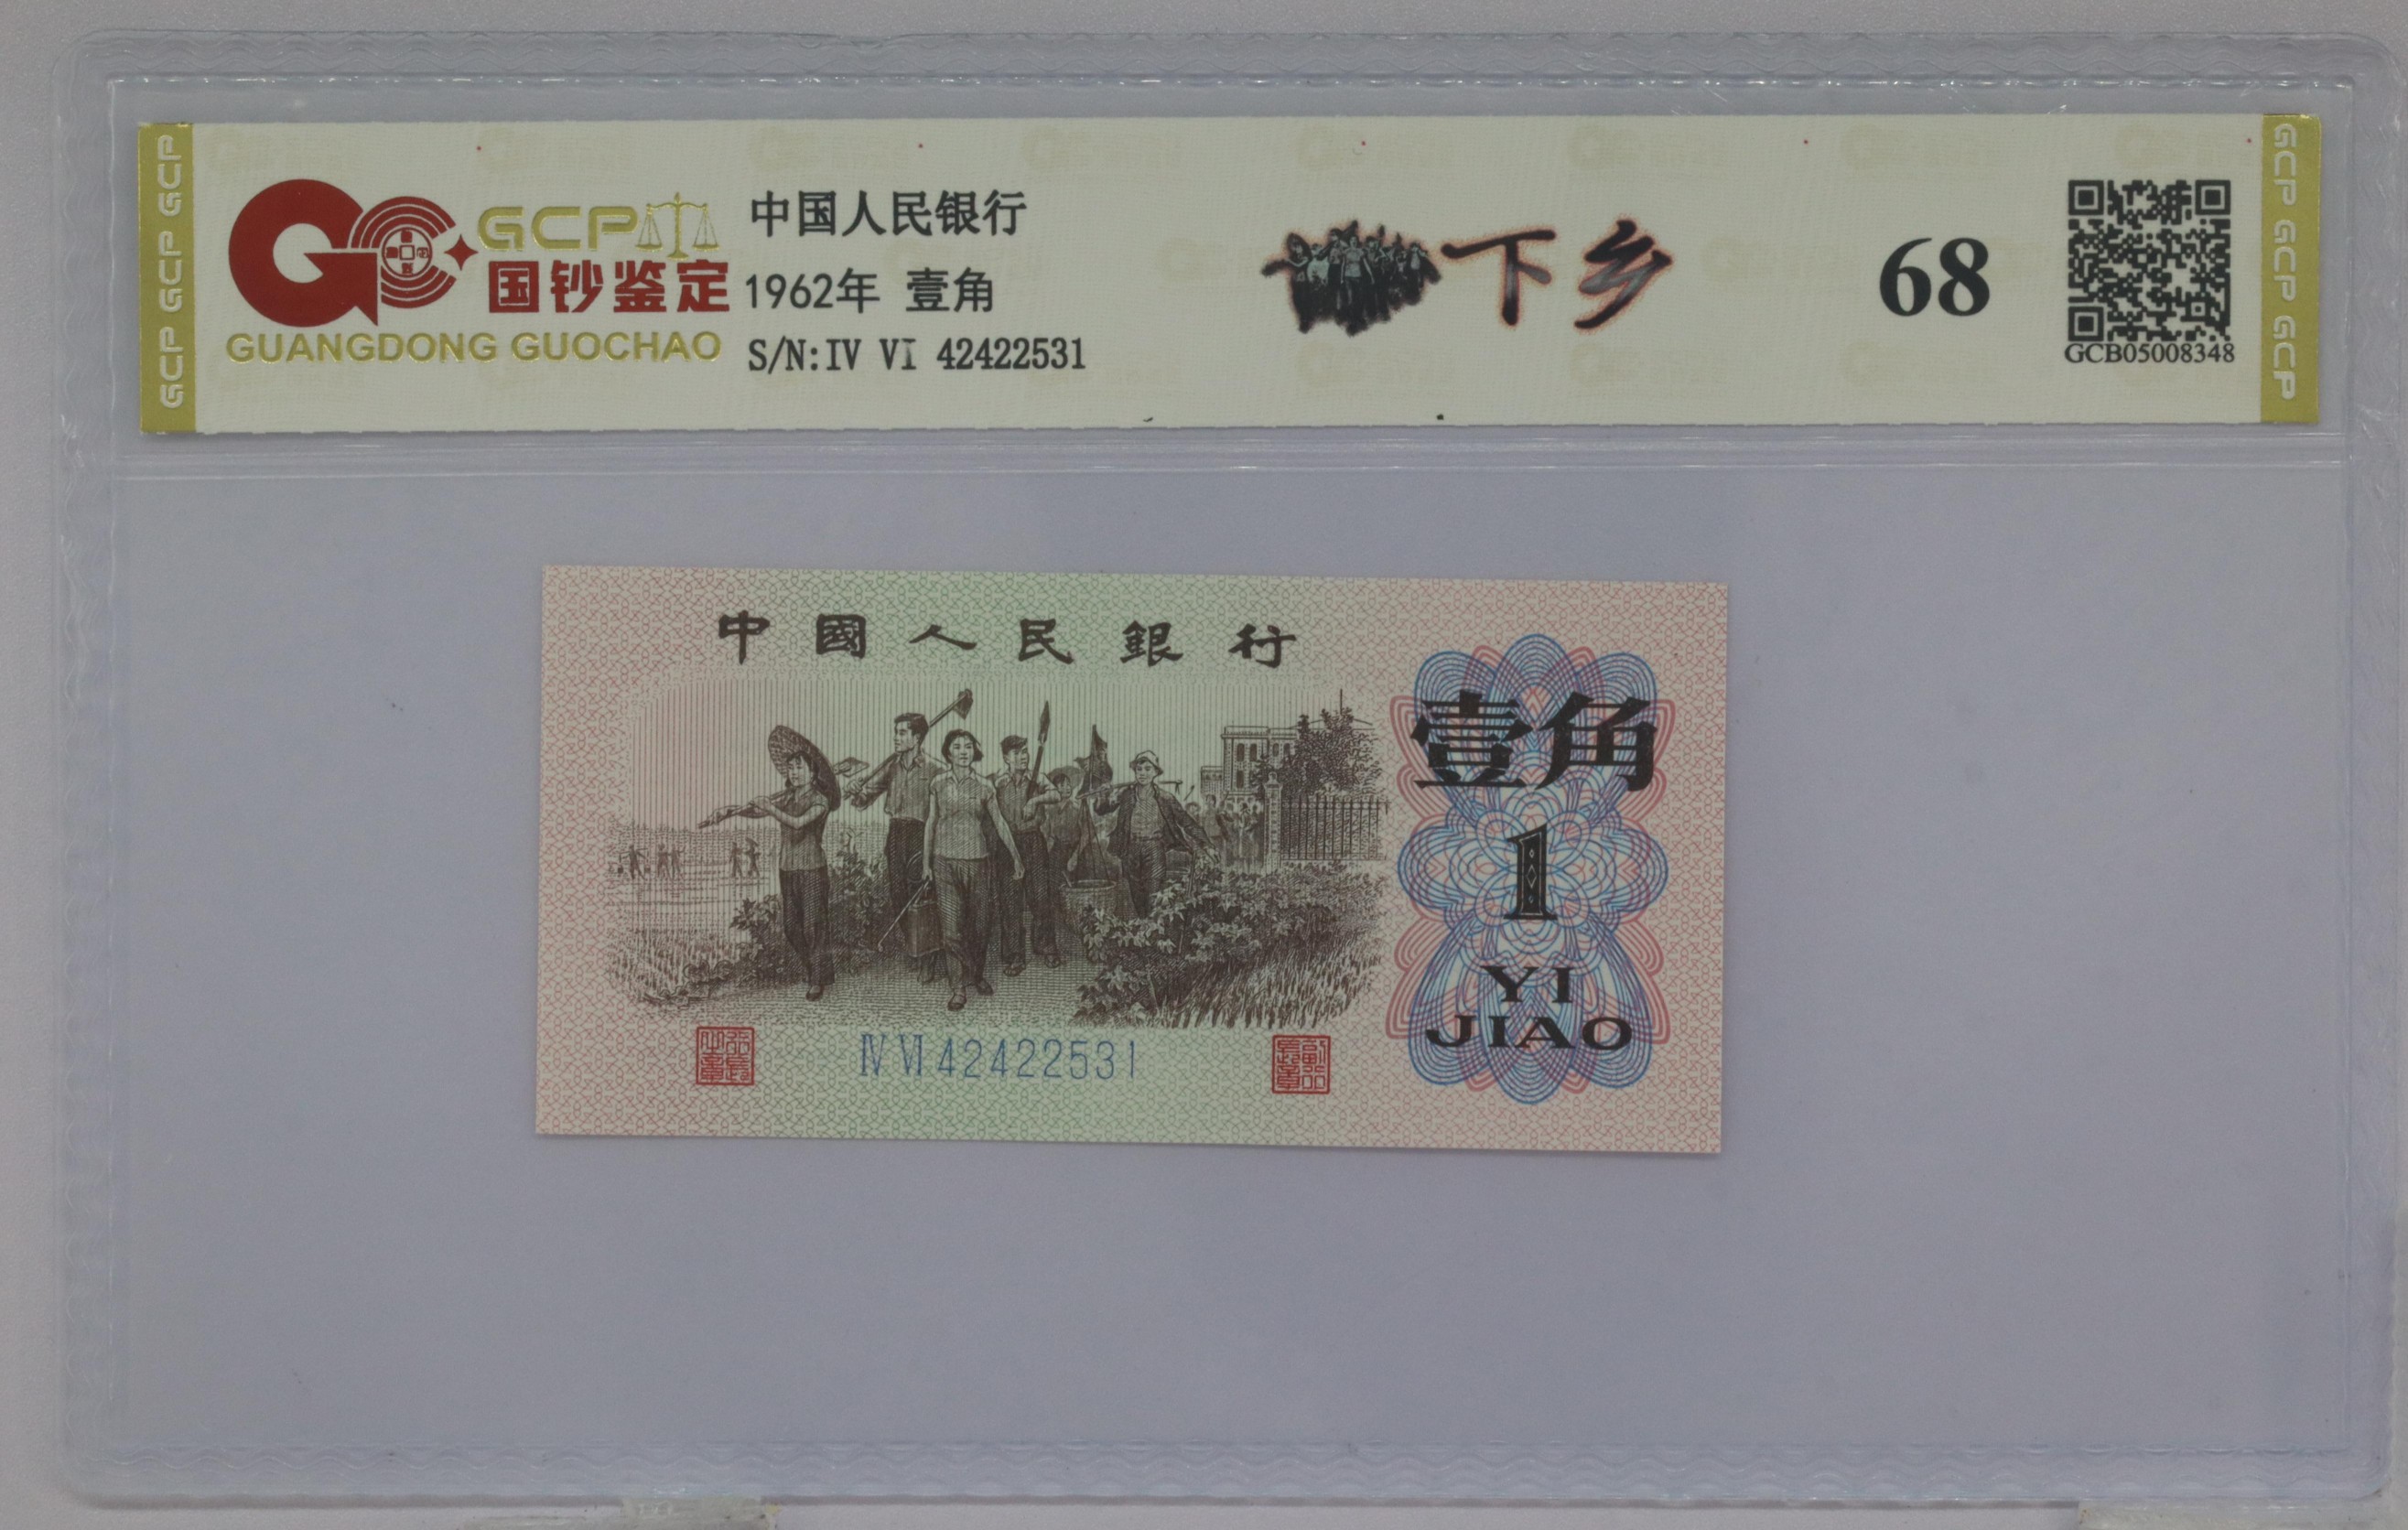 GCP GCP GCP
GCP
国钞鉴定
GUANGDONG GUOCHAO
中国人民银行
1962年 壹角
S/N:IV VI 42422531
下乡
68
GCB05008348
GCP GCP GCP
中國人民銀行
壹角
1
YI
JIAO
Ⅳ Ⅵ 42422531